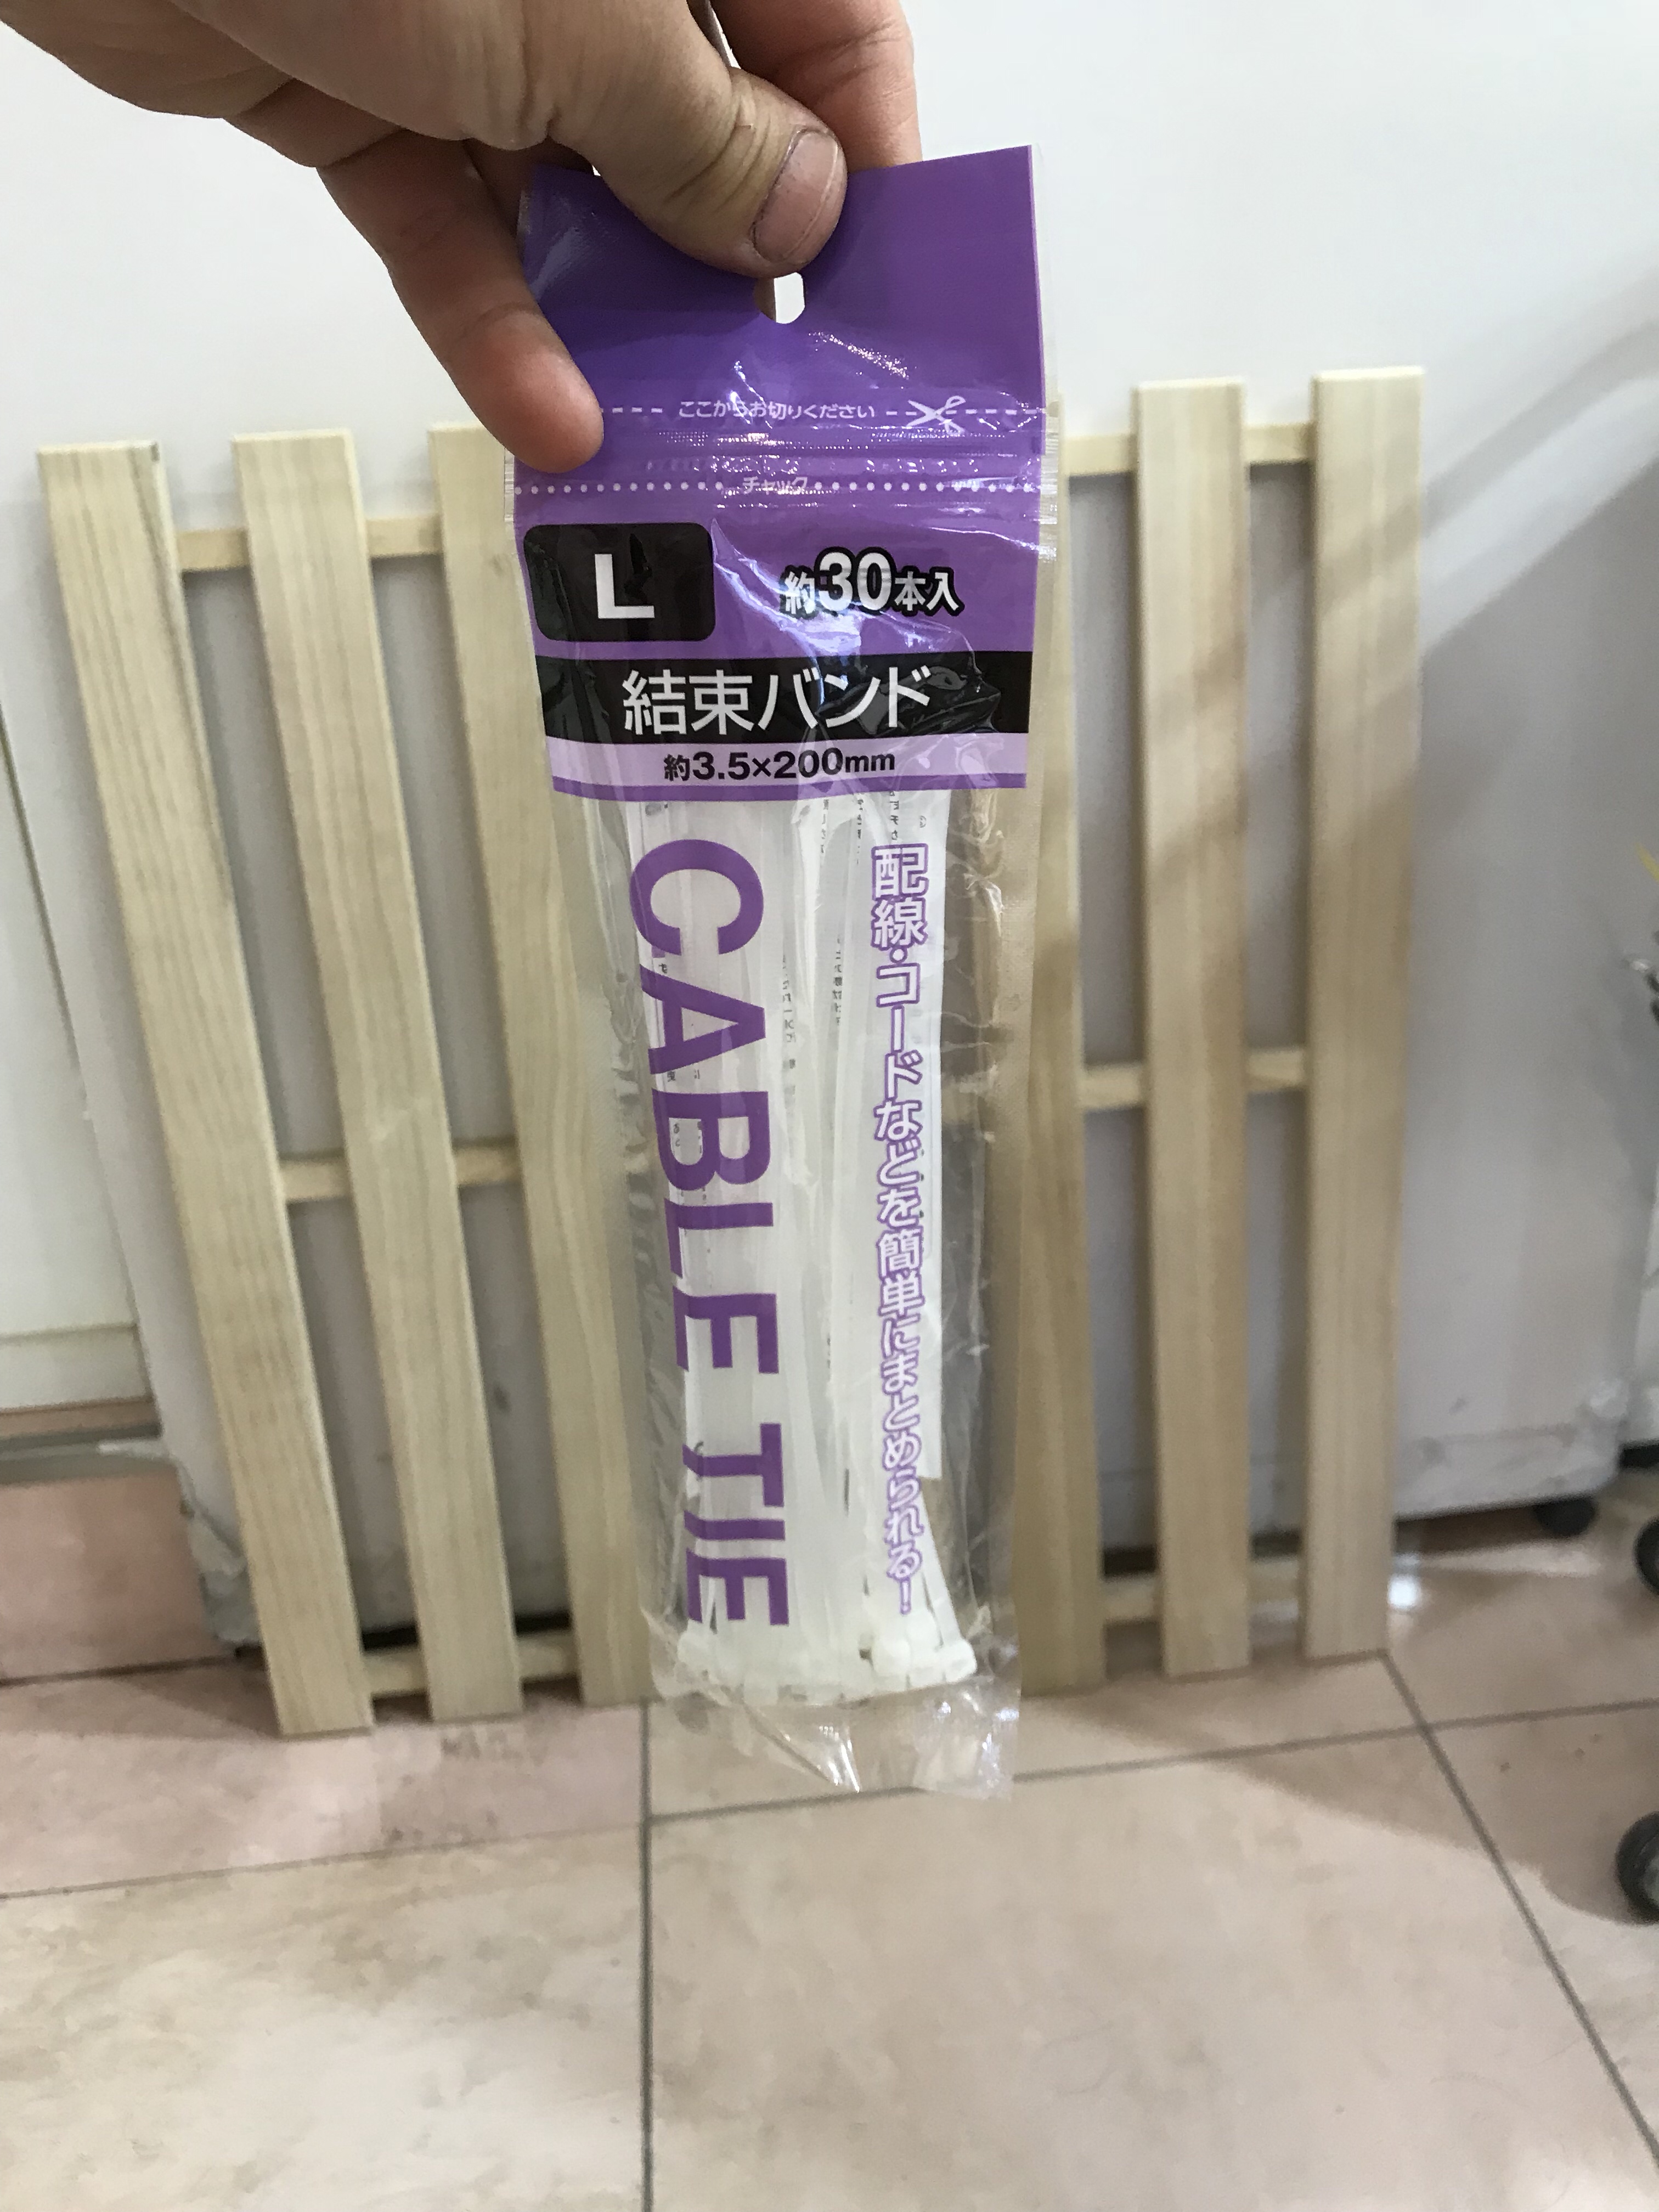 ここからお切りください
チャック
L
約30本入
結束バンド
約3.5×200mm
CABLE TIE
配線・コードなどを簡単にまとめられる！